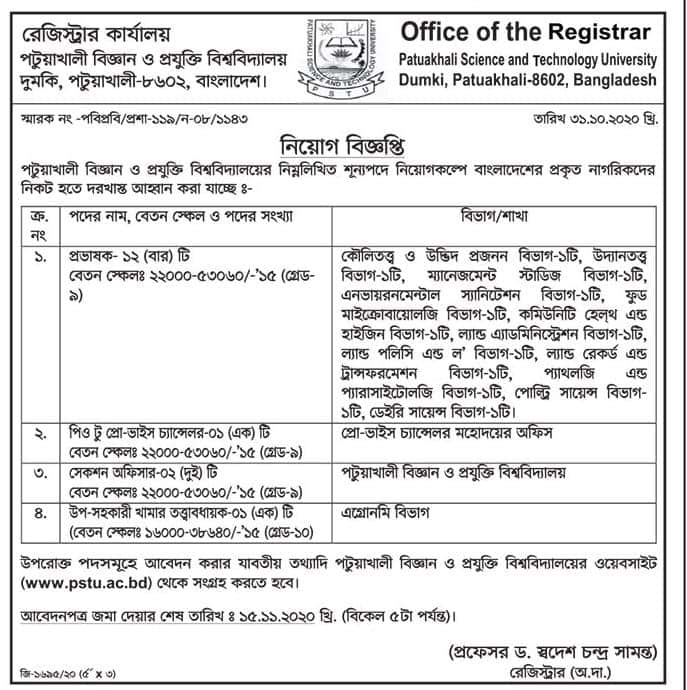 রেজিস্ট্রার কার্যালয়
পটুয়াখালী বিজ্ঞান ও প্রযুক্তি বিশ্ববিদ্যালয়
দুমকি, পটুয়াখালী-৮৬০২, বাংলাদেশ।
PATUAKHALI SCIENCE AND TECHNOLOGY UNIVERSITY
PSTU
Office of the Registrar
Patuakhali Science and Technology University
Dumki, Patuakhali-8602, Bangladesh
স্মারক নং -পবিপ্রবি/প্রশা-১১৯/ন-০৮/১১৪৩
তারিখ ৩১.১০.২০২০ খ্রি.
নিয়োগ বিজ্ঞপ্তি
পটুয়াখালী বিজ্ঞান ও প্রযুক্তি বিশ্ববিদ্যালয়ের নিম্নলিখিত শূন্যপদে নিয়োগকল্পে বাংলাদেশের প্রকৃত নাগরিকদের
নিকট হতে দরখাস্ত আহ্বান করা যাচ্ছে ঃ-
ক্র. নং
পদের নাম, বেতন স্কেল ও পদের সংখ্যা
বিভাগ/শাখা
১.
প্রভাষক- ১২ (বার) টি
বেতন স্কেলঃ ২২০০০-৫৩০৬০/-'১৫ (গ্রেড-
৯)
কৌলিতত্ত্ব ও উদ্ভিদ প্রজনন বিভাগ-১টি, উদ্যানতত্ত্ব
বিভাগ-১টি, ম্যানেজমেন্ট স্টাডিজ বিভাগ-১টি,
এনভায়রনমেন্টাল স্যানিটেশন বিভাগ-১টি, ফুড
মাইক্রোবায়োলজি বিভাগ-১টি, কমিউনিটি হেল্‌থ এন্ড
হাইজিন বিভাগ-১টি, ল্যান্ড এ্যাডমিনিস্ট্রেশন বিভাগ-১টি,
ল্যান্ড পলিসি এন্ড ল' বিভাগ-১টি, ল্যান্ড রেকর্ড এন্ড
ট্রান্সফরমেশন বিভাগ-১টি, প্যাথলজি এন্ড
প্যারাসাইটোলজি বিভাগ-১টি, পোল্ট্রি সায়েন্স বিভাগ-
১টি, ডেইরি সায়েন্স বিভাগ-১টি।
২.
পিও টু প্রো-ভাইস চ্যান্সেলর-০১ (এক) টি
বেতন স্কেলঃ ২২০০০-৫৩০৬০/-'১৫ (গ্রেড-৯)
প্রো-ভাইস চ্যান্সেলর মহোদয়ের অফিস
৩.
সেকশন অফিসার-০২ (দুই) টি
বেতন স্কেলঃ ২২০০০-৫৩০৬০/-'১৫ (গ্রেড-৯)
পটুয়াখালী বিজ্ঞান ও প্রযুক্তি বিশ্ববিদ্যালয়
৪.
উপ-সহকারী খামার তত্ত্বাবধায়ক-০১ (এক) টি
(বেতন স্কেলঃ ১৬০০০-৩৮৬৪০/-'১৫ (গ্রেড-১০)
এগ্রোনমি বিভাগ
উপরোক্ত পদসমূহে আবেদন করার যাবতীয় তথ্যাদি পটুয়াখালী বিজ্ঞান ও প্রযুক্তি বিশ্ববিদ্যালয়ের ওয়েবসাইট
(www.pstu.ac.bd) থেকে সংগ্রহ করতে হবে।
আবেদনপত্র জমা দেয়ার শেষ তারিখ ঃ ১৫.১১.২০২০ খ্রি. (বিকেল ৫টা পর্যন্ত)।
(প্রফেসর ড. স্বদেশ চন্দ্র সামন্ত)
রেজিস্ট্রার (অ.দা.)
জি-১৬৯৫/২০ (৫˝ x ৩)